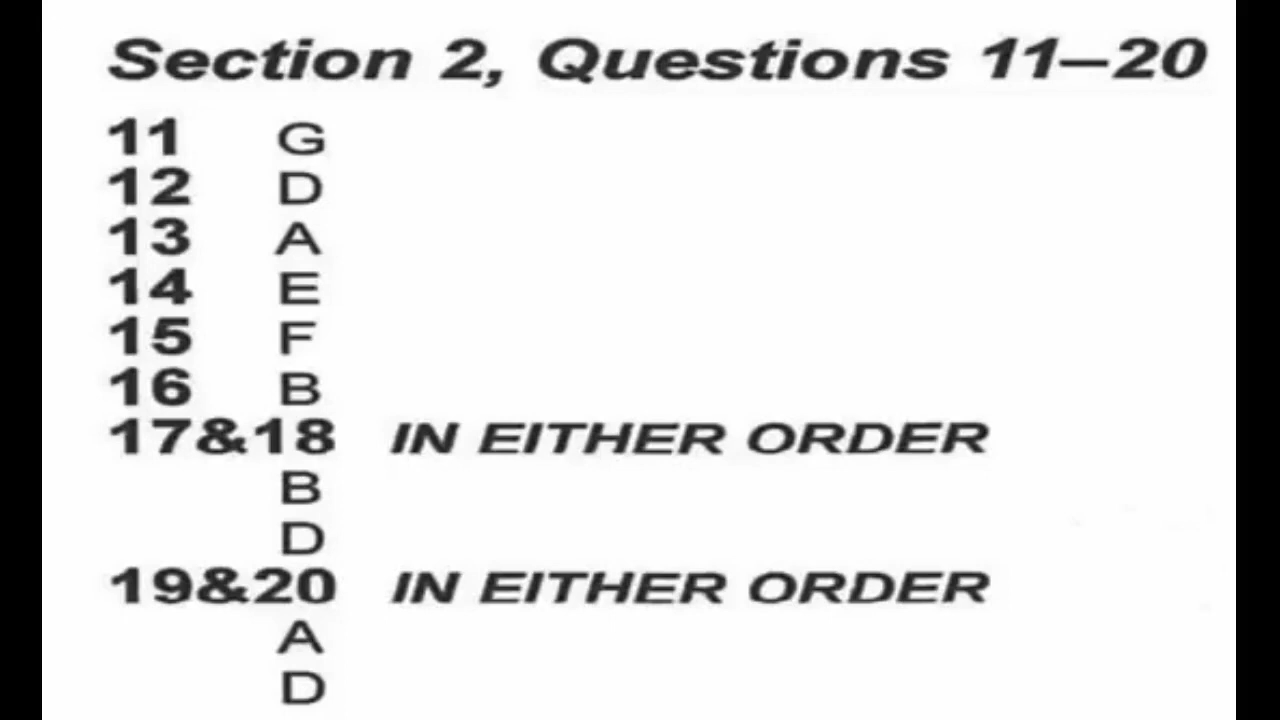 Section 2, Questions 11–20
11 G
12 D
13 A
14 E
15 F
16 B
17&18 IN EITHER ORDER
B
D
19&20 IN EITHER ORDER
A
D